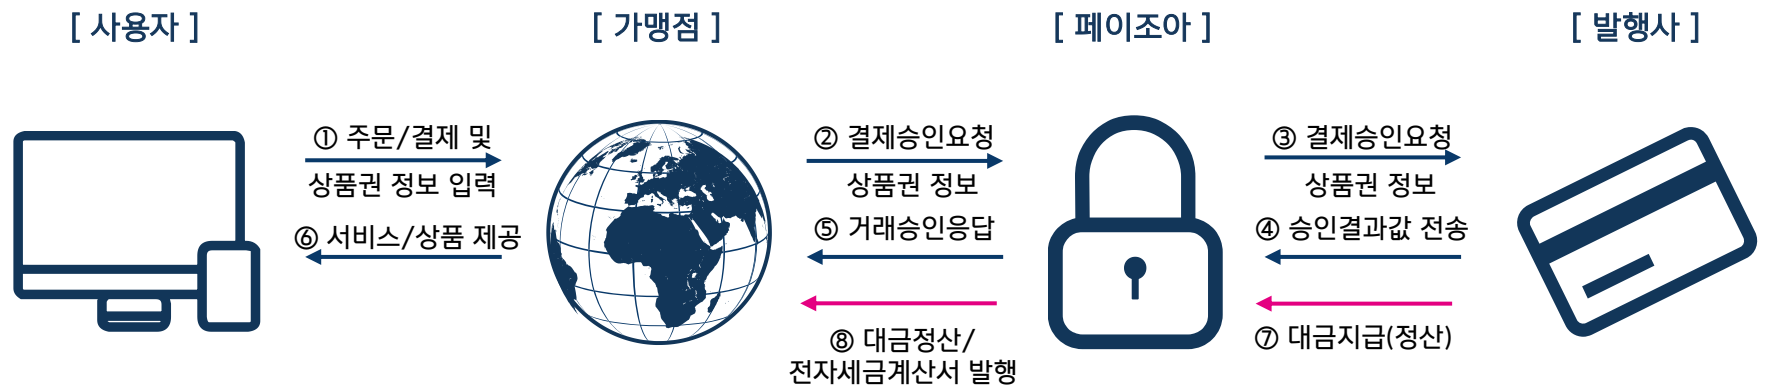 [ 사용자 ]
[ 가맹점 ]
[ 페이조아 ]
[ 발행사 ]
① 주문/결제 및
상품권 정보 입력
⑥ 서비스/상품 제공
② 결제승인요청
상품권 정보
⑤ 거래승인응답
⑧ 대금정산/
전자세금계산서 발행
③ 결제승인요청
상품권 정보
④ 승인결과값 전송
⑦ 대금지급(정산)